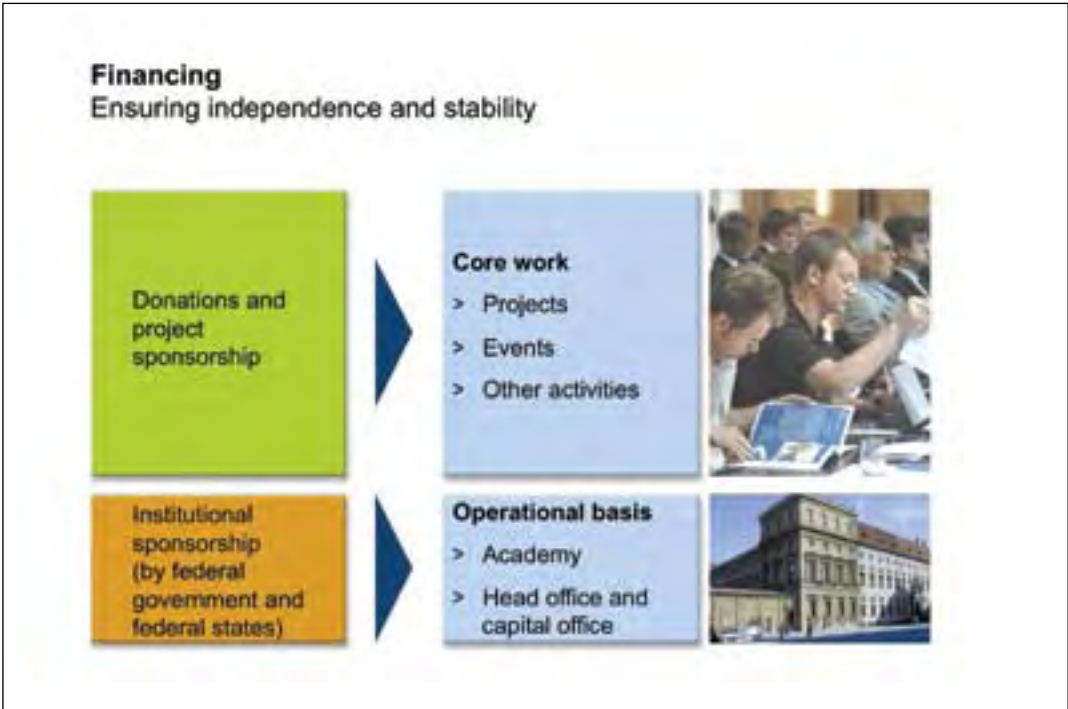 Financing
Ensuring independence and stability
Donations and
project
sponsorship
Core work
> Projects
> Events
> Other activities
Institutional
sponsorship
(by federal
government and
federal states)
Operational basis
> Academy
> Head office and
capital office